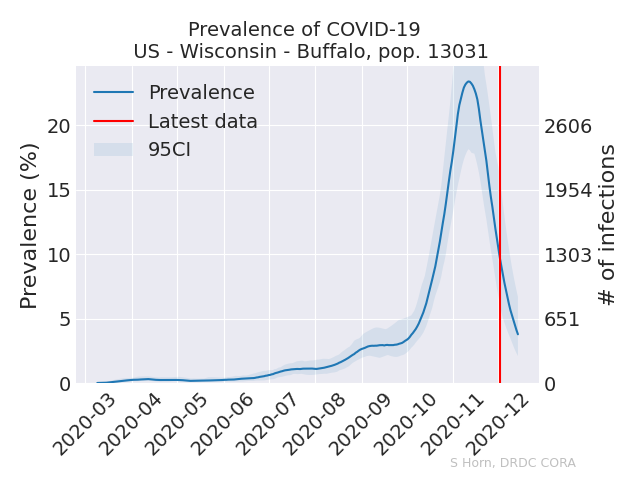 Prevalence of COVID-19
US - Wisconsin - Buffalo, pop. 13031
Prevalence
Latest data
95CI
Prevalence (%)
20
15
10
5
0
2606
1954
1303
651
0
# of infections
2020-03
2020-04
2020-05
2020-06
2020-07
2020-08
2020-09
2020-10
2020-11
2020-12
S Horn, DRDC CORA